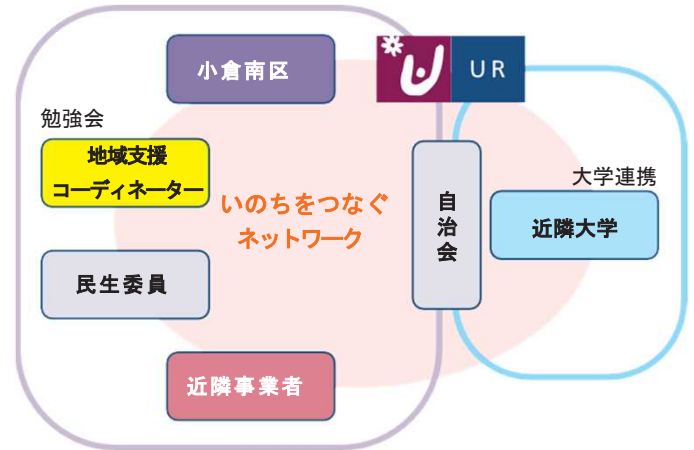 小倉南区
UR
勉強会
地域支援
コーディネーター
いのちをつなぐ
ネットワーク
自治会
大学連携
近隣大学
民生委員
近隣事業者